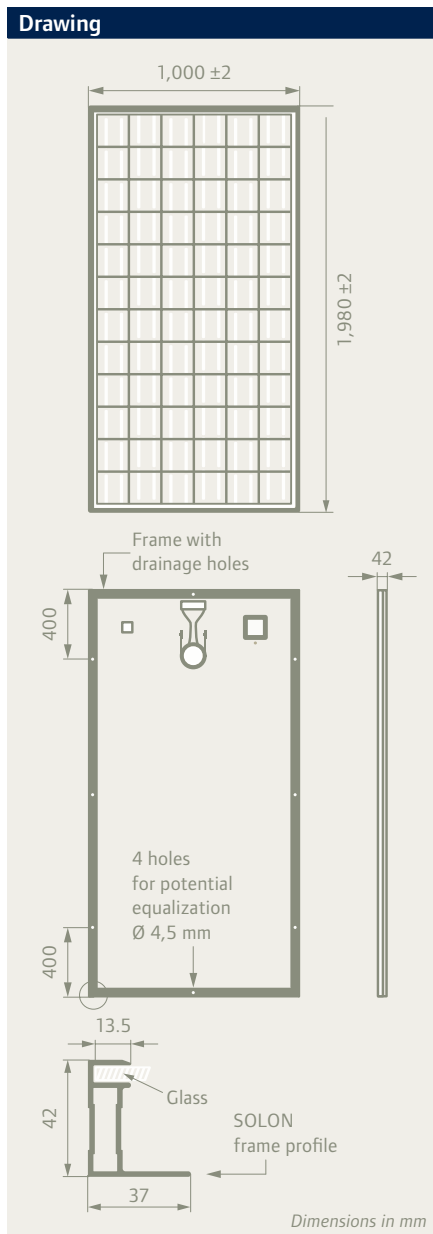 Drawing
1,000 ±2
1,980 ±2
Frame with
drainage holes
42
400
4 holes
for potential
equalization
Ø 4,5 mm
400
13.5
Glass
42
SOLON
frame profile
37
Dimensions in mm